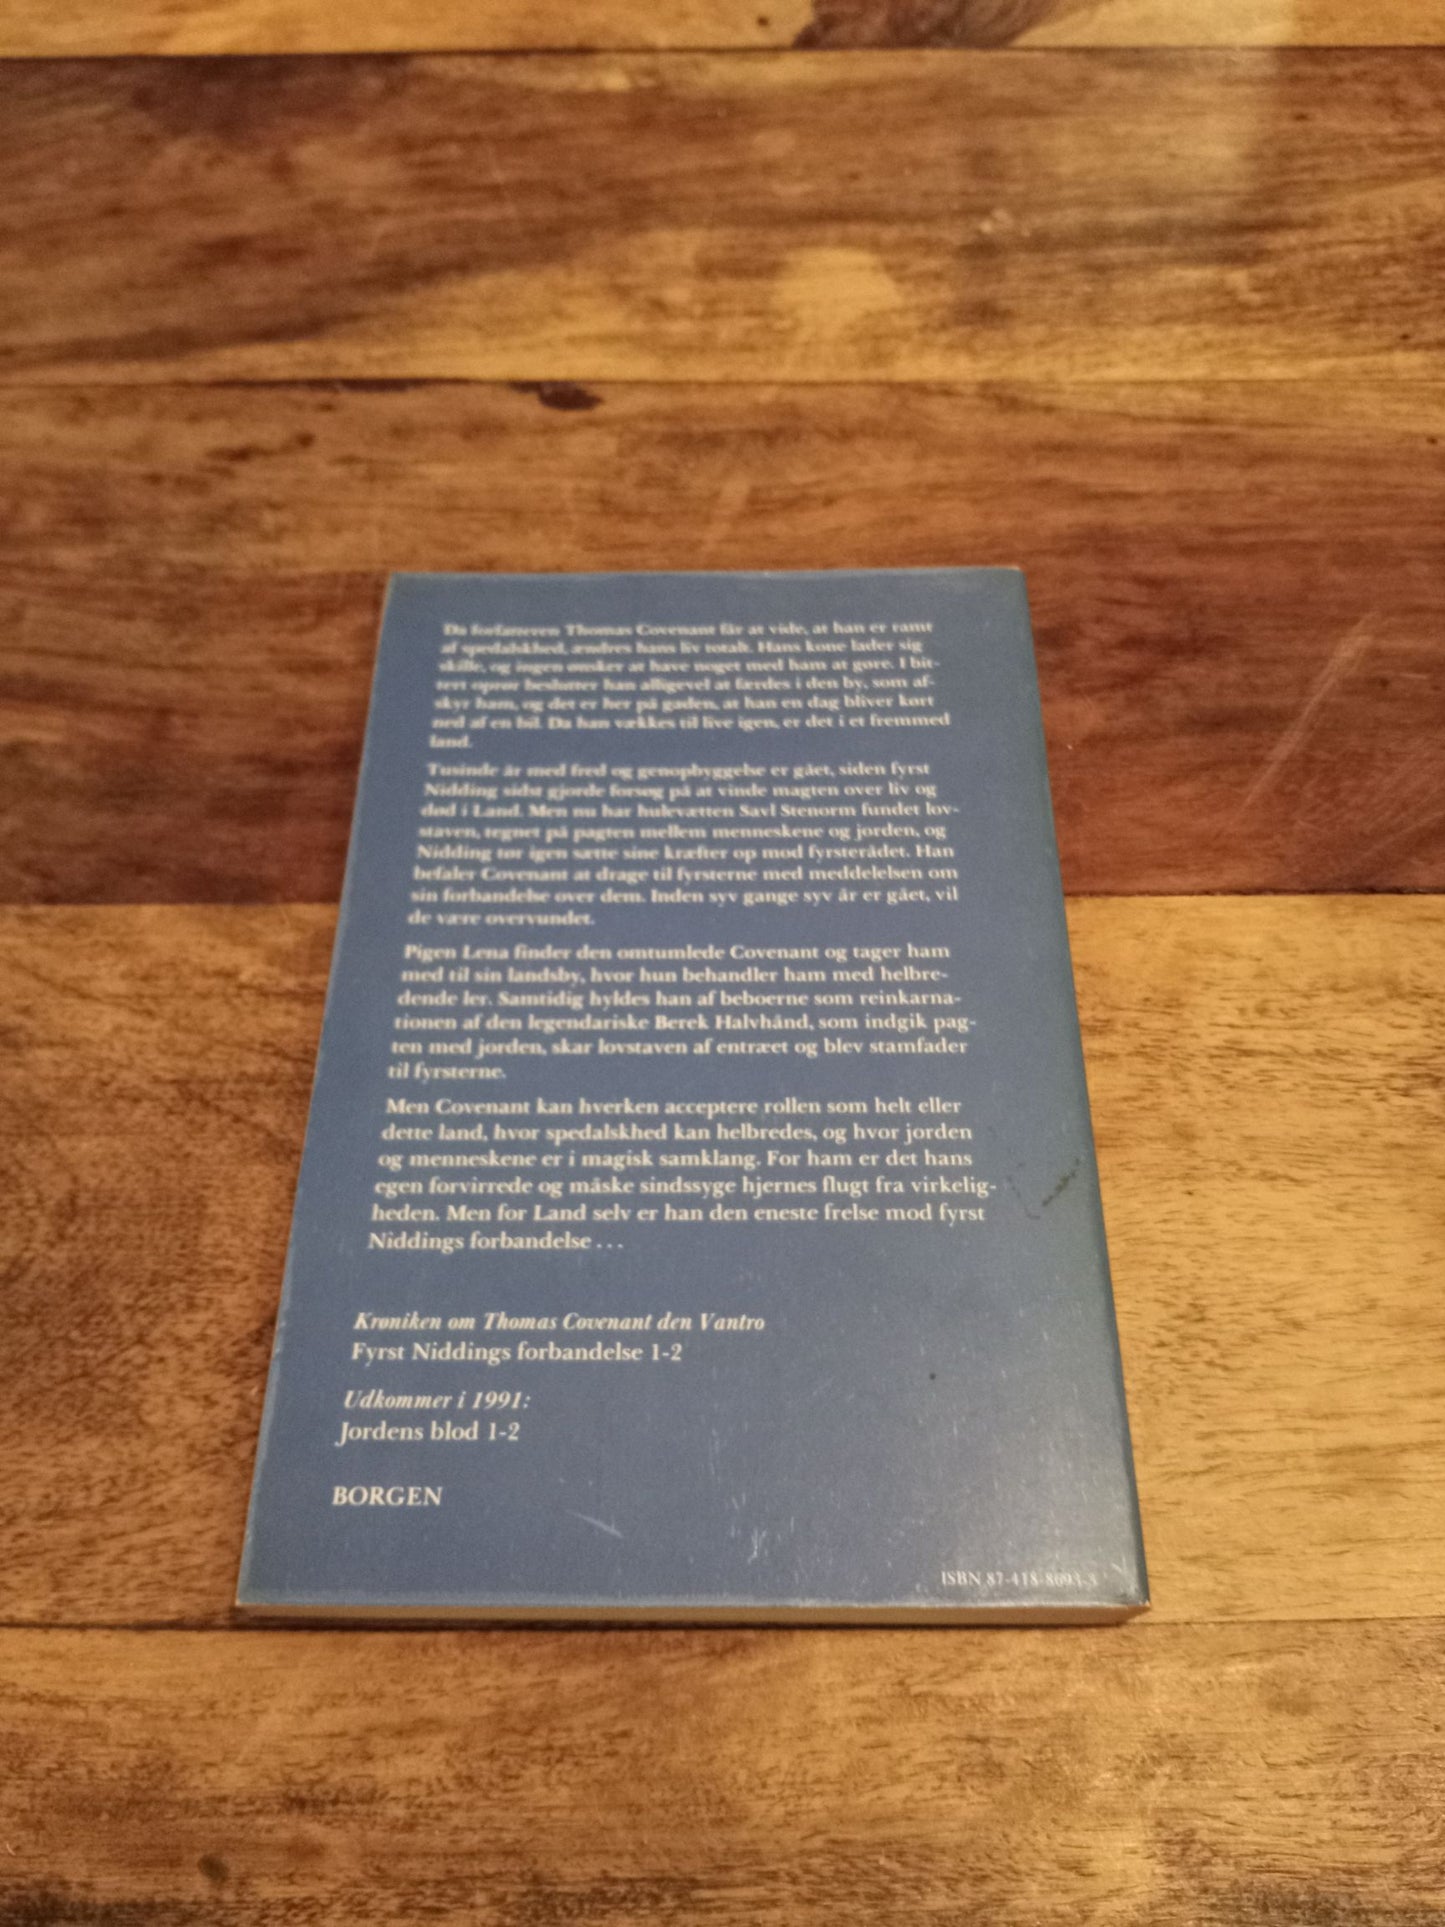 Da forfatteren Thomas Covenant får at vide, at han er ramt
af spedalskhed, ændres hans liv totalt. Hans kone lader sig
skille, og ingen ønsker at have noget med ham at gøre. I bit-
tert oprør beslutter han alligevel at færdes i den by, som af-
skyr ham, og det er her på gaden, at han en dag bliver kørt
ned af en bil. Da han vækkes til live igen, er det i et fremmed
land.
Tusinde år med fred og genopbyggelse er gået, siden fyrst
Nidding sidst gjorde forsøg på at vinde magten over liv og
død i Land. Men nu har hulevætten Savl Stenorm fundet lov-
staven, tegnet på pagten mellem menneskene og jorden, og
Nidding tør igen sætte sine kræfter op mod fyrsterådet. Han
befaler Covenant at drage til fyrsterne med meddelelsen om
sin forbandelse over dem. Inden syv gange syv år er gået, vil
de være overvundet.
Pigen Lena finder den omtumlede Covenant og tager ham
med til sin landsby, hvor hun behandler ham med helbre-
dende ler. Samtidig hyldes han af beboerne som reinkarna-
tionen af den legendariske Berek Halvhånd, som indgik pag-
ten med jorden, skar lovstaven af entræet og blev stamfader
til fyrsterne.
Men Covenant kan hverken acceptere rollen som helt eller
dette land, hvor spedalskhed kan helbredes, og hvor jorden
og menneskene er i magisk samklang. For ham er det hans
egen forvirrede og måske sindssyge hjernes flugt fra virkelig-
heden. Men for Land selv er han den eneste frelse mod fyrst
Niddings forbandelse . . .
Krøniken om Thomas Covenant den Vantro
Fyrst Niddings forbandelse 1-2
Udkommer i 1991:
Jordens blod 1-2
BORGEN
ISBN 87-418-8693-3